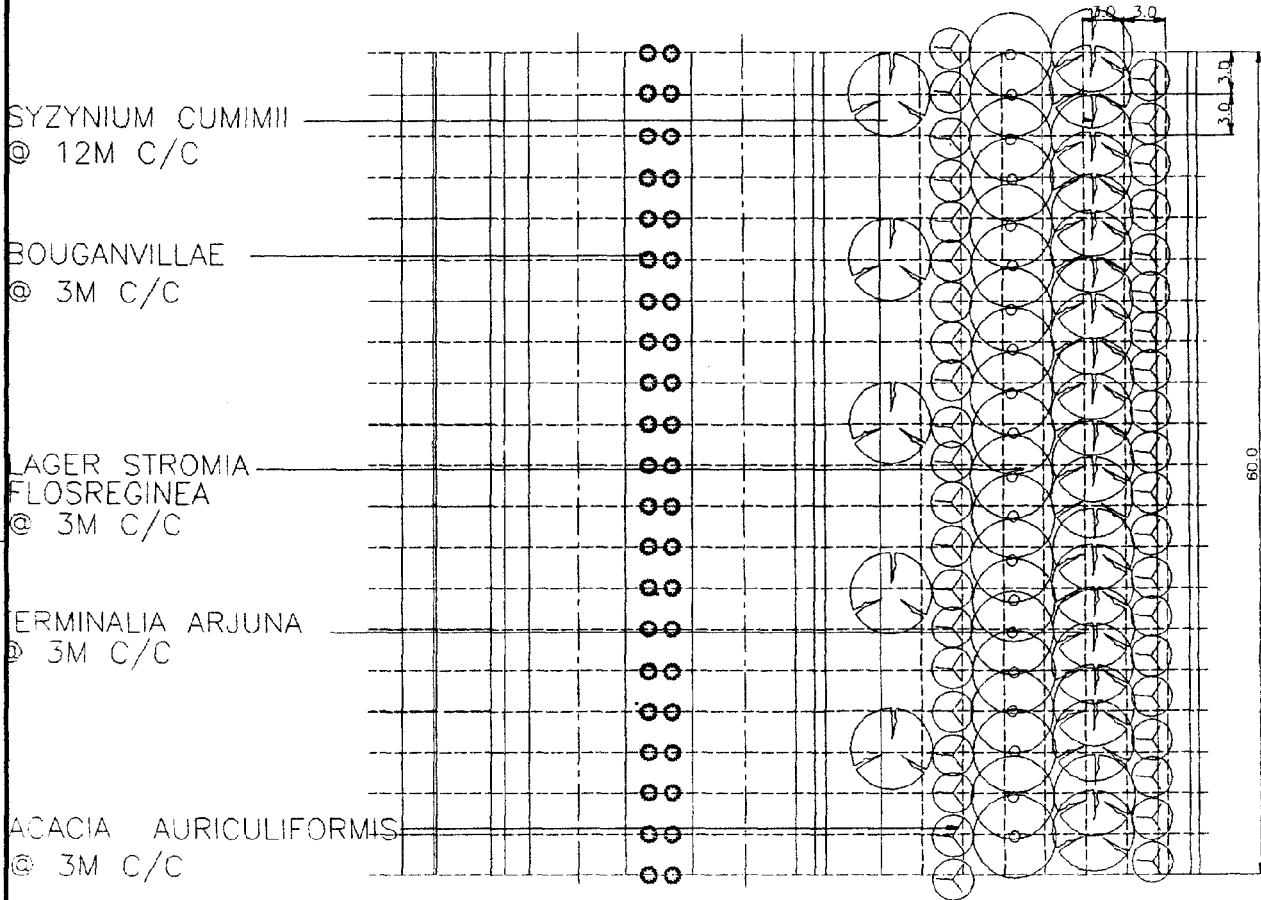 SYZYNIUM CUMIMII
@ 12M C/C
BOUGANVILLAE
@ 3M C/C
LAGER STROMIA
FLOSREGINEA
@ 3M C/C
ERMINALIA ARJUNA
@ 3M C/C
ACACIA AURICULIFORMIS
@ 3M C/C
3.0 3.0
3.0
3.0
60.0